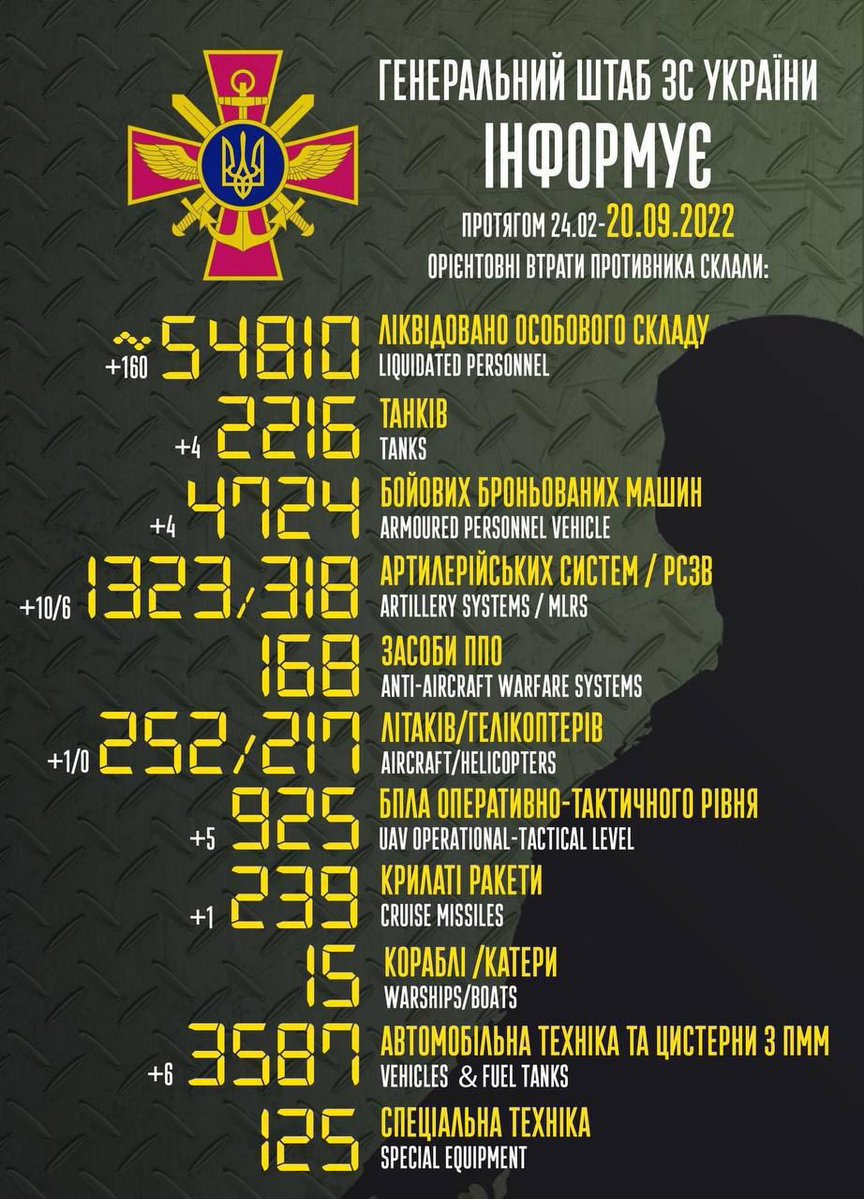 ГЕНЕРАЛЬНИЙ ШТАБ ЗС УКРАЇНИ
ІНФОРМУЄ
ПРОТЯГОМ 24.02-20.09.2022
ОРІЄНТОВНІ ВТРАТИ ПРОТИВНИКА СКЛАЛИ:
+160 ~54810 ЛІКВІДОВАНО ОСОБОВОГО СКЛАДУ
LIQUIDATED PERSONNEL
+4 2216 ТАНКІВ
TANKS
+4 4724 БОЙОВИХ БРОНЬОВАНИХ МАШИН
ARMOURED PERSONNEL VEHICLE
+10/6 1323/318 АРТИЛЕРІЙСЬКИХ СИСТЕМ / РСЗВ
ARTILLERY SYSTEMS / MLRS
168 ЗАСОБИ ППО
ANTI-AIRCRAFT WARFARE SYSTEMS
+1/0 252/217 ЛІТАКІВ/ГЕЛІКОПТЕРІВ
AIRCRAFT/HELICOPTERS
+5 925 БПЛА ОПЕРАТИВНО-ТАКТИЧНОГО РІВНЯ
UAV OPERATIONAL-TACTICAL LEVEL
+1 239 КРИЛАТІ РАКЕТИ
CRUISE MISSILES
15 КОРАБЛІ /КАТЕРИ
WARSHIPS/BOATS
+6 3587 АВТОМОБІЛЬНА ТЕХНІКА ТА ЦИСТЕРНИ З ПММ
VEHICLES & FUEL TANKS
125 СПЕЦІАЛЬНА ТЕХНІКА
SPECIAL EQUIPMENT